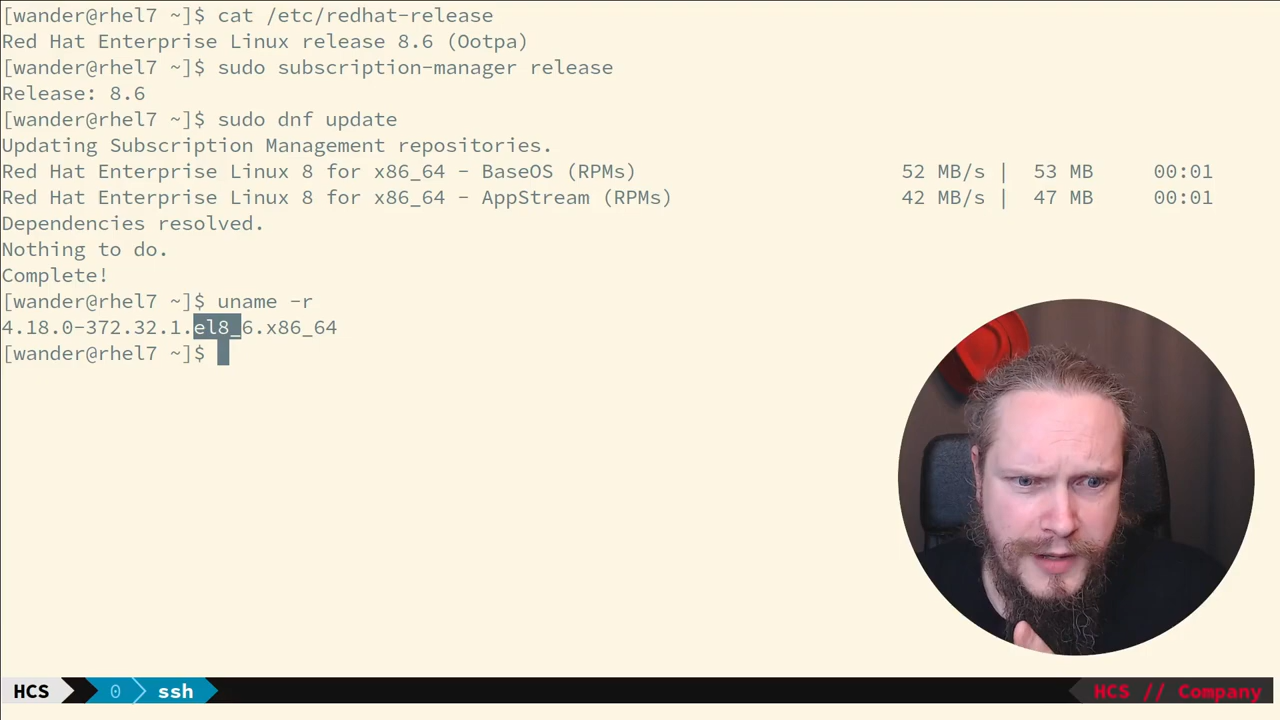 [wander@rhel7 ~]$ cat /etc/redhat-release
Red Hat Enterprise Linux release 8.6 (Ootpa)
[wander@rhel7 ~]$ sudo subscription-manager release
Release: 8.6
[wander@rhel7 ~]$ sudo dnf update
Updating Subscription Management repositories.
Red Hat Enterprise Linux 8 for x86_64 - BaseOS (RPMs) 52 MB/s | 53 MB 00:01
Red Hat Enterprise Linux 8 for x86_64 - AppStream (RPMs) 42 MB/s | 47 MB 00:01
Dependencies resolved.
Nothing to do.
Complete!
[wander@rhel7 ~]$ uname -r
4.18.0-372.32.1.el8_6.x86_64
[wander@rhel7 ~]$
HCS 0 ssh HCS // Company